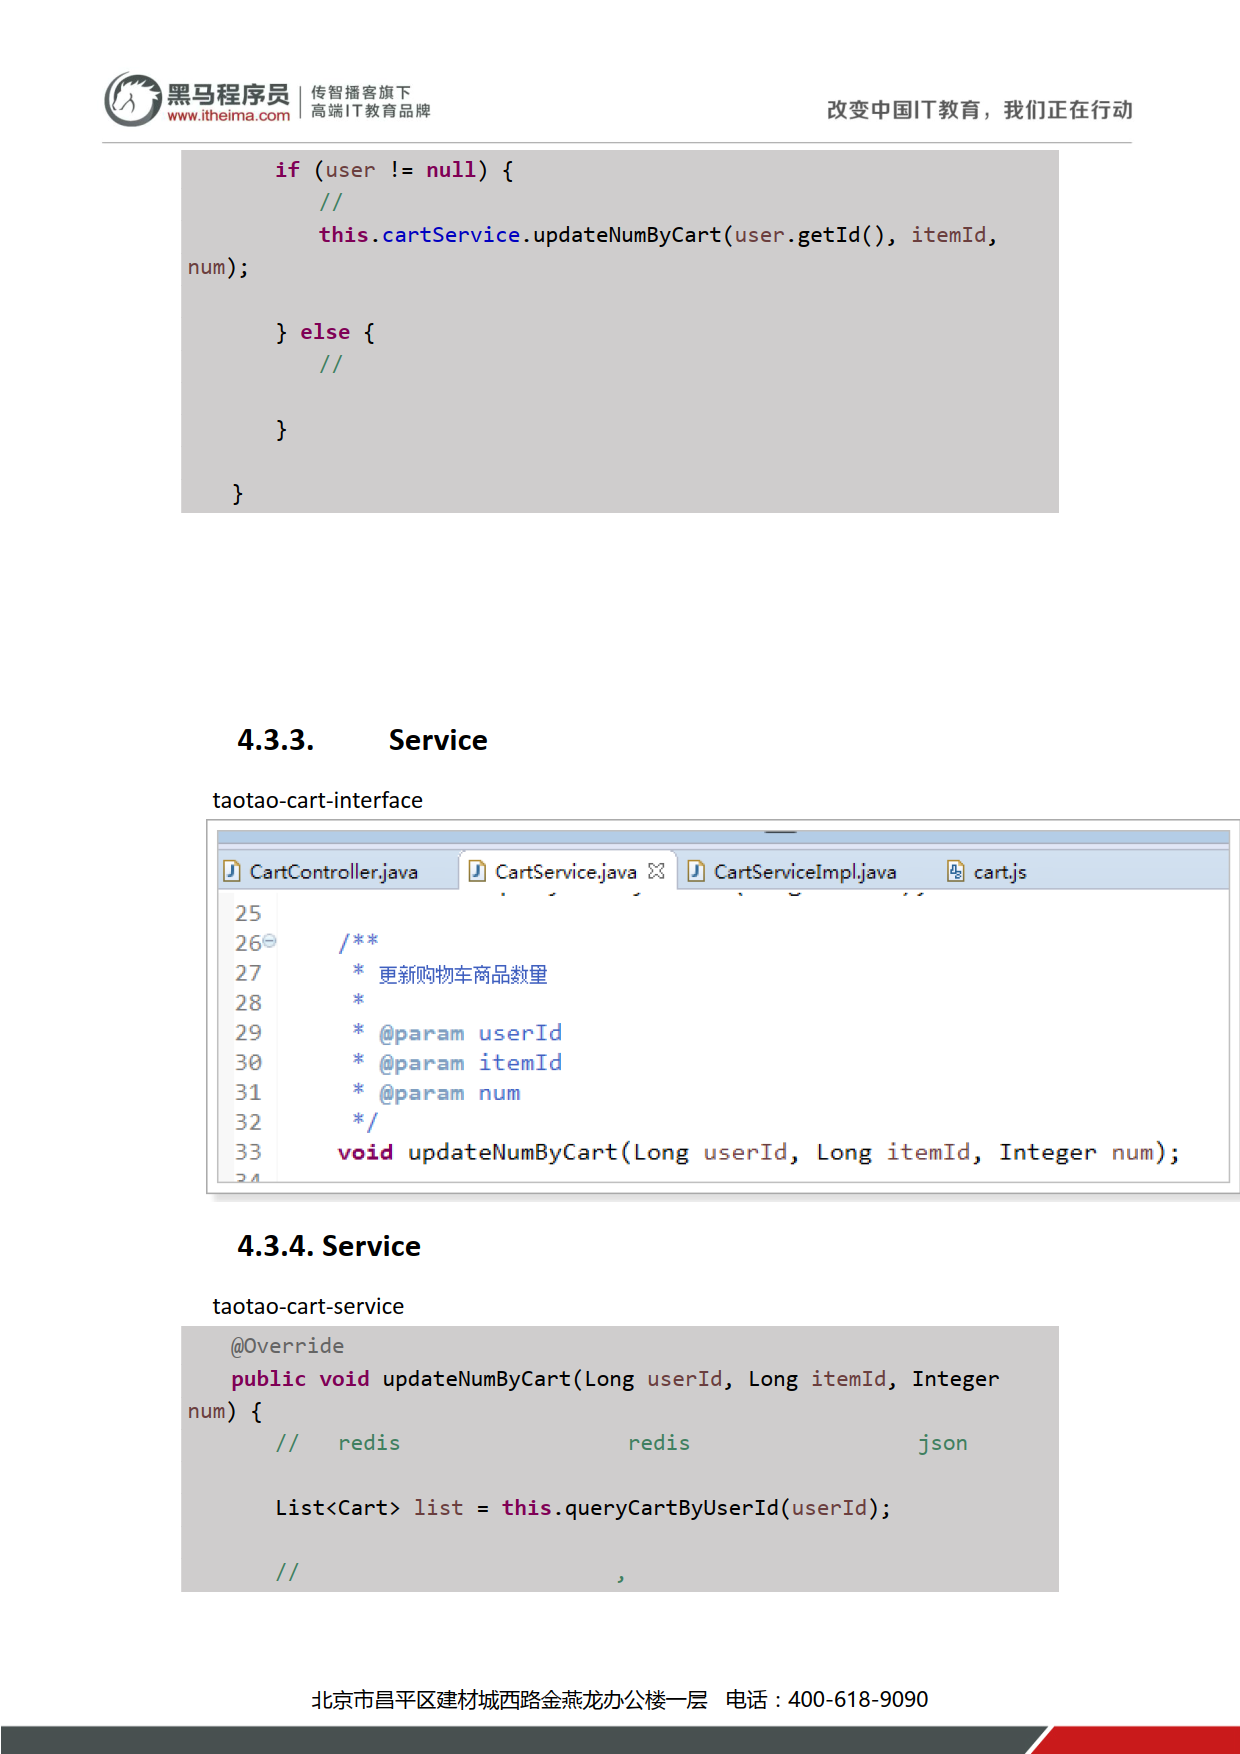 黑马程序员
www.itheima.com
传智播客旗下
高端IT教育品牌
改变中国IT教育，我们正在行动
if (user != null) {
//
this.cartService.updateNumByCart(user.getId(), itemId,
num);
} else {
//
}
}
4.3.3. Service
taotao-cart-interface
CartController.java CartService.java CartServiceImpl.java cart.js
25
26 /**
27 * 更新购物车商品数量
28 *
29 * @param userId
30 * @param itemId
31 * @param num
32 */
33 void updateNumByCart(Long userId, Long itemId, Integer num);
34
4.3.4. Service
taotao-cart-service
@Override
public void updateNumByCart(Long userId, Long itemId, Integer
num) {
// redis redis json
List<Cart> list = this.queryCartByUserId(userId);
// ,
北京市昌平区建材城西路金燕龙办公楼一层 电话：400-618-9090